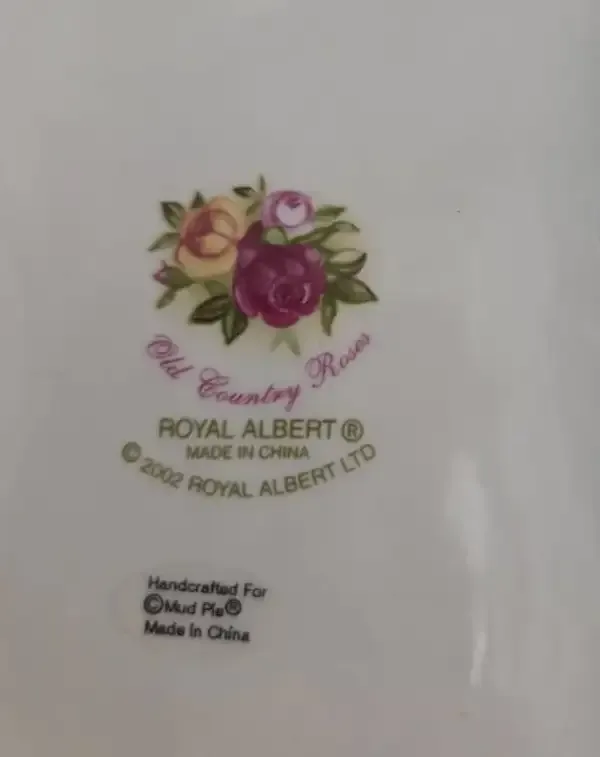 Old Country Roses
ROYAL ALBERT ®
MADE IN CHINA
© 2002 ROYAL ALBERT LTD
Handcrafted For
©Mud Pie®
Made In China